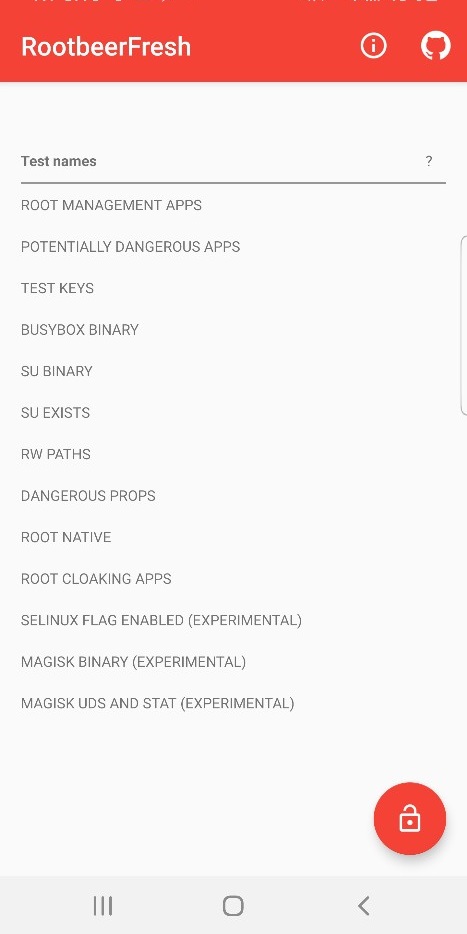 RootbeerFresh
Test names ?
ROOT MANAGEMENT APPS
POTENTIALLY DANGEROUS APPS
TEST KEYS
BUSYBOX BINARY
SU BINARY
SU EXISTS
RW PATHS
DANGEROUS PROPS
ROOT NATIVE
ROOT CLOAKING APPS
SELINUX FLAG ENABLED (EXPERIMENTAL)
MAGISK BINARY (EXPERIMENTAL)
MAGISK UDS AND STAT (EXPERIMENTAL)